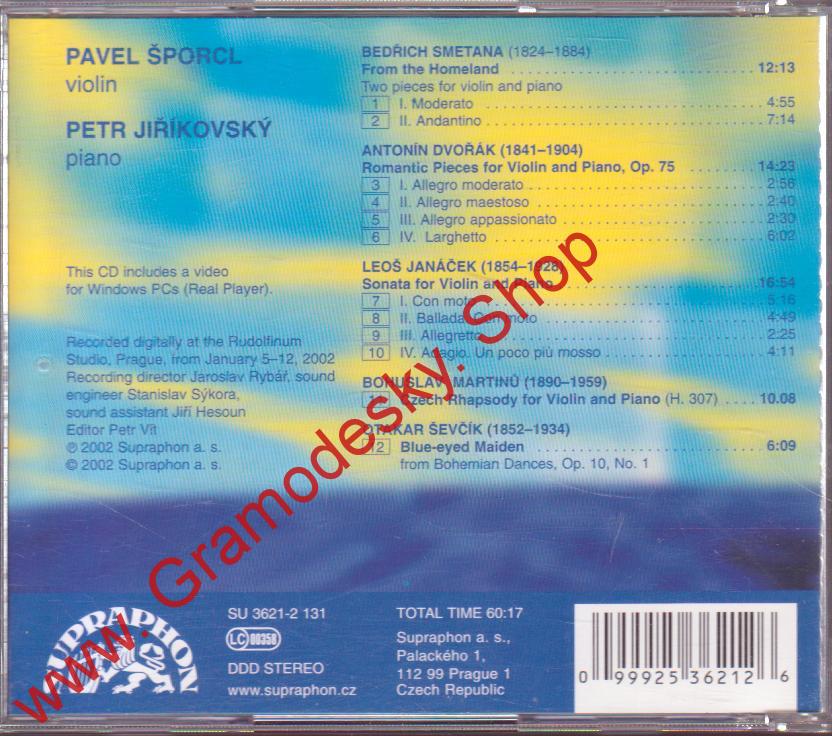 PAVEL ŠPORCL
violin
PETR JIŘÍKOVSKÝ
piano
This CD includes a video
for Windows PCs (Real Player).
Recorded digitally at the Rudolfinum
Studio, Prague, from January 5–12, 2002
Recording director Jaroslav Rybář, sound
engineer Stanislav Sýkora,
sound assistant Jiří Hesoun
Editor Petr Vít
℗ 2002 Supraphon a. s.
© 2002 Supraphon a. s.
BEDŘICH SMETANA (1824–1884)
From the Homeland 12:13
Two pieces for violin and piano
1 I. Moderato 4:55
2 II. Andantino 7:14
ANTONÍN DVOŘÁK (1841–1904)
Romantic Pieces for Violin and Piano, Op. 75 14:23
3 I. Allegro moderato 2:56
4 II. Allegro maestoso 2:40
5 III. Allegro appassionato 2:30
6 IV. Larghetto 6:02
LEOŠ JANÁČEK (1854–1928)
Sonata for Violin and Piano 16:54
7 I. Con moto 5:16
8 II. Ballada. Con moto 4:49
9 III. Allegretto 2:25
10 IV. Adagio. Un poco più mosso 4:11
BOHUSLAV MARTINŮ (1890–1959)
11 Czech Rhapsody for Violin and Piano (H. 307) 10.08
OTAKAR ŠEVČÍK (1852–1934)
12 Blue-eyed Maiden 6:09
from Bohemian Dances, Op. 10, No. 1
www.Gramodesky.Shop
SUPRAPHON
SU 3621-2 131
LC 00358
DDD STEREO
www.supraphon.cz
TOTAL TIME 60:17
Supraphon a. s.,
Palackého 1,
112 99 Prague 1
Czech Republic
0 99925 36212 6